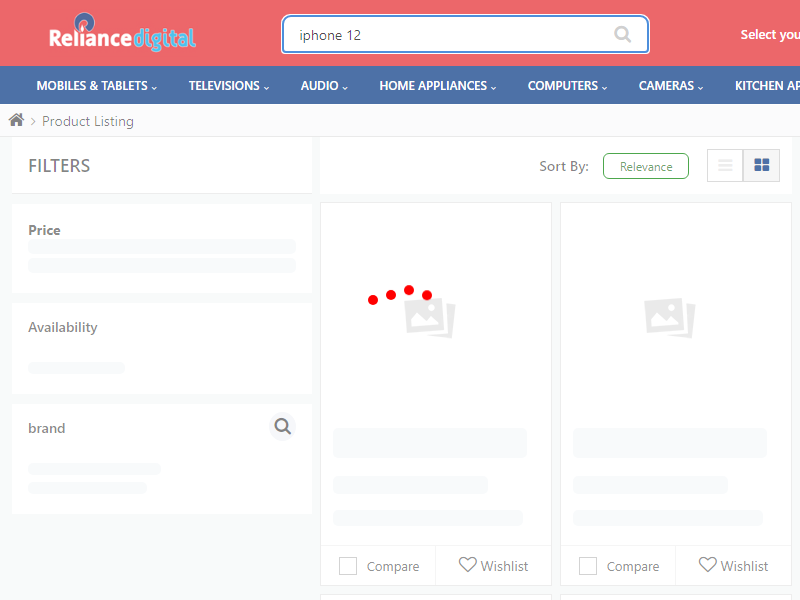 Reliance digital
iphone 12
Select you
MOBILES & TABLETS
TELEVISIONS
AUDIO
HOME APPLIANCES
COMPUTERS
CAMERAS
KITCHEN AP
Product Listing
FILTERS
Sort By:
Relevance
Price
Availability
brand
Compare
Wishlist
Compare
Wishlist